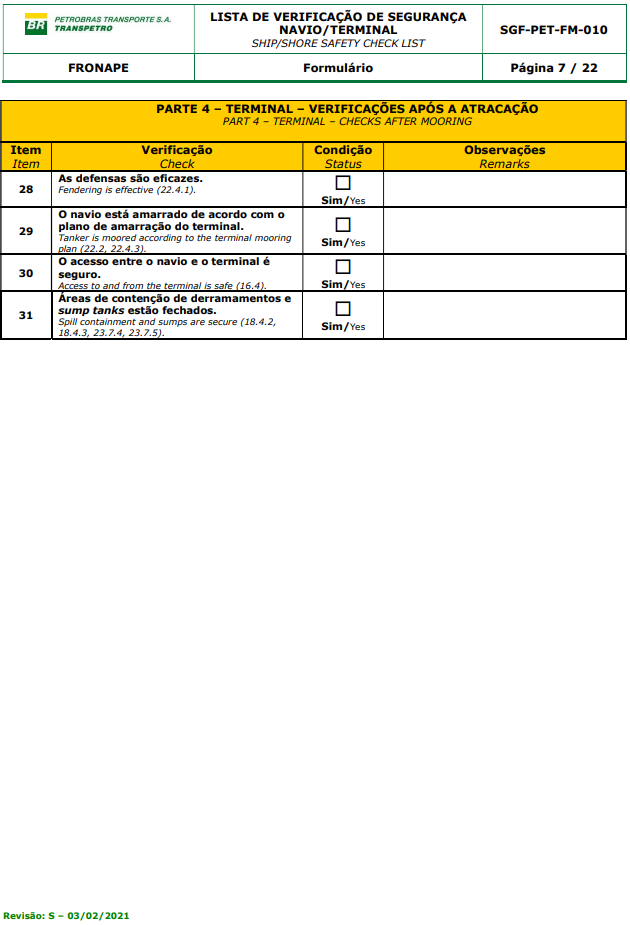 BR
PETROBRAS TRANSPORTE S.A.
TRANSPETRO
LISTA DE VERIFICAÇÃO DE SEGURANÇA
NAVIO/TERMINAL
SHIP/SHORE SAFETY CHECK LIST
SGF-PET-FM-010
FRONAPE
Formulário
Página 7 / 22
PARTE 4 – TERMINAL – VERIFICAÇÕES APÓS A ATRACAÇÃO
PART 4 – TERMINAL – CHECKS AFTER MOORING
Item
Item
Verificação
Check
Condição
Status
Observações
Remarks
28
As defensas são eficazes.
Fendering is effective (22.4.1).
☐
Sim/Yes
29
O navio está amarrado de acordo com o
plano de amarração do terminal.
Tanker is moored according to the terminal mooring
plan (22.2, 22.4.3).
☐
Sim/Yes
30
O acesso entre o navio e o terminal é
seguro.
Access to and from the terminal is safe (16.4).
☐
Sim/Yes
31
Áreas de contenção de derramamentos e
sump tanks estão fechados.
Spill containment and sumps are secure (18.4.2,
18.4.3, 23.7.4, 23.7.5).
☐
Sim/Yes
Revisão: S – 03/02/2021